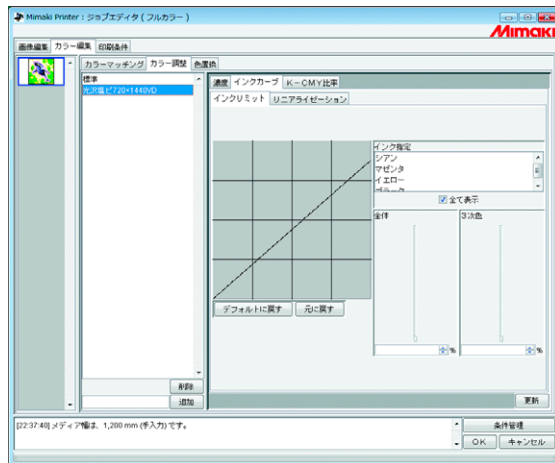 Mimaki Printer : ジョブエディタ ( フルカラー )
Mimaki
画像編集 カラー編集 印刷条件
カラーマッチング カラー調整 色置換
標準
光沢塩ビ720×1440VD
濃度 インクカーブ K－CMY比率
インクリミット リニアライゼーション
インク指定
シアン
マゼンタ
イエロー
ブラック
全て表示
全体 3次色
デフォルトに戻す 元に戻す
% %
削除
追加
更新
[22:37:40] メディア幅は、1,200 mm (手入力) です。
条件管理
OK キャンセル